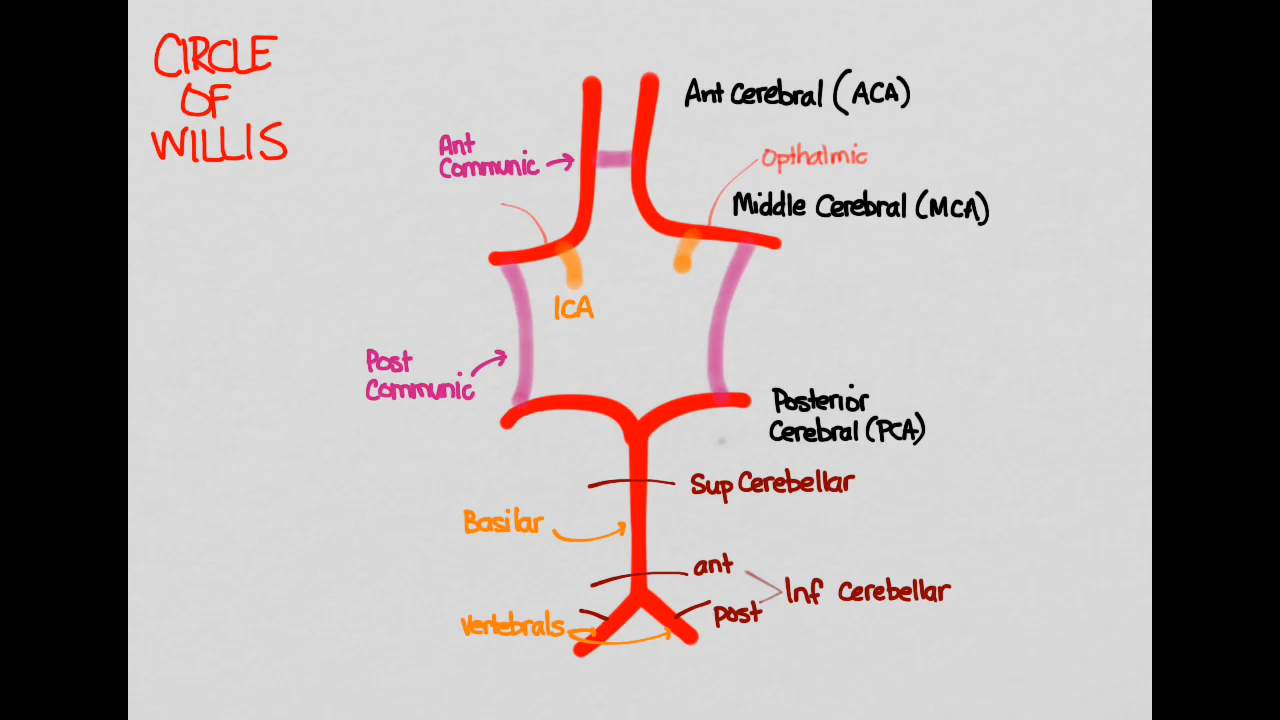 CIRCLE
OF
WILLIS
Ant Cerebral (ACA)
Ant
Communic
Opthalmic
Middle Cerebral (MCA)
ICA
Post
Communic
Posterior
Cerebral (PCA)
Sup Cerebellar
Basilar
ant
Inf Cerebellar
post
Vertebrals